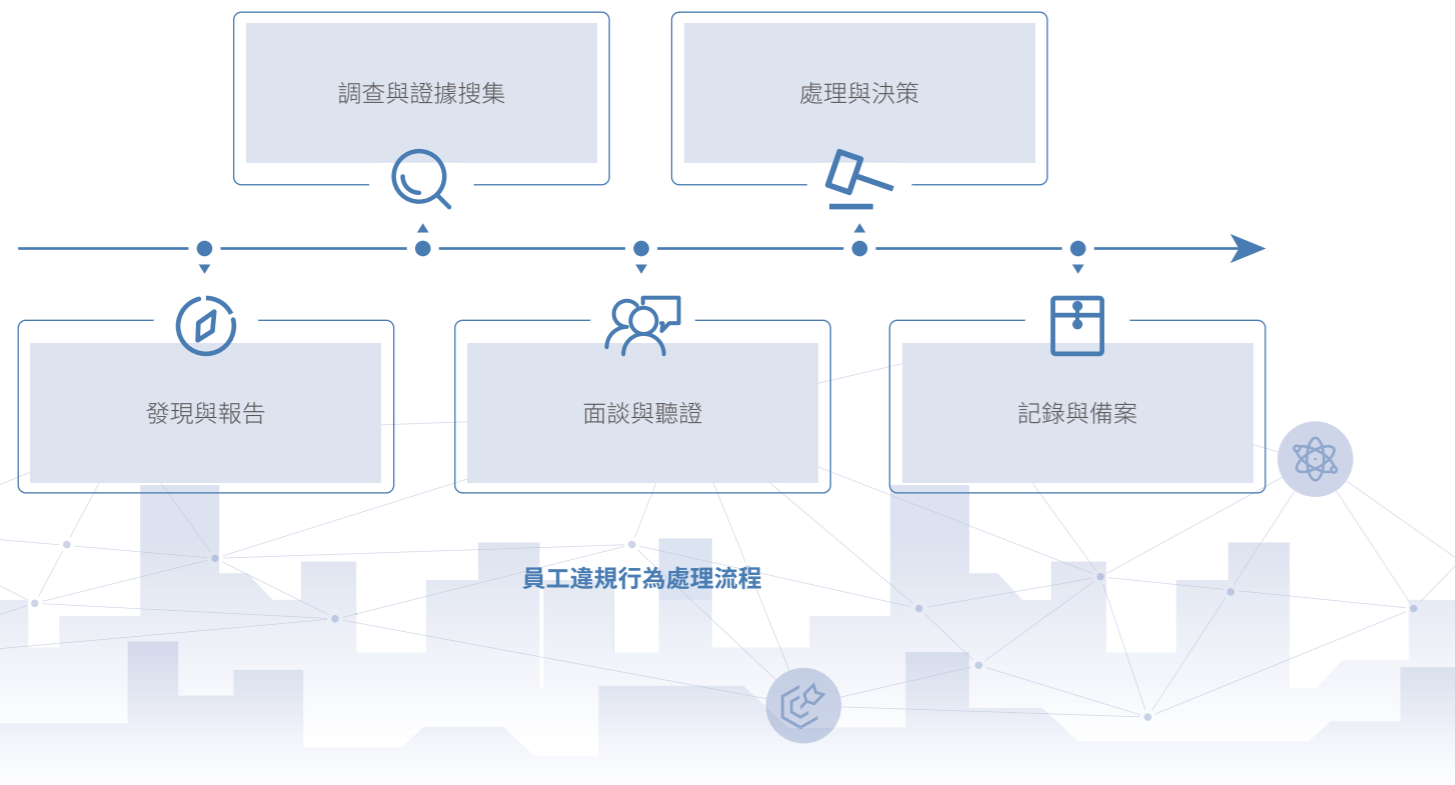 調查與證據搜集
處理與決策
發現與報告
面談與聽證
記錄與備案
員工違規行為處理流程